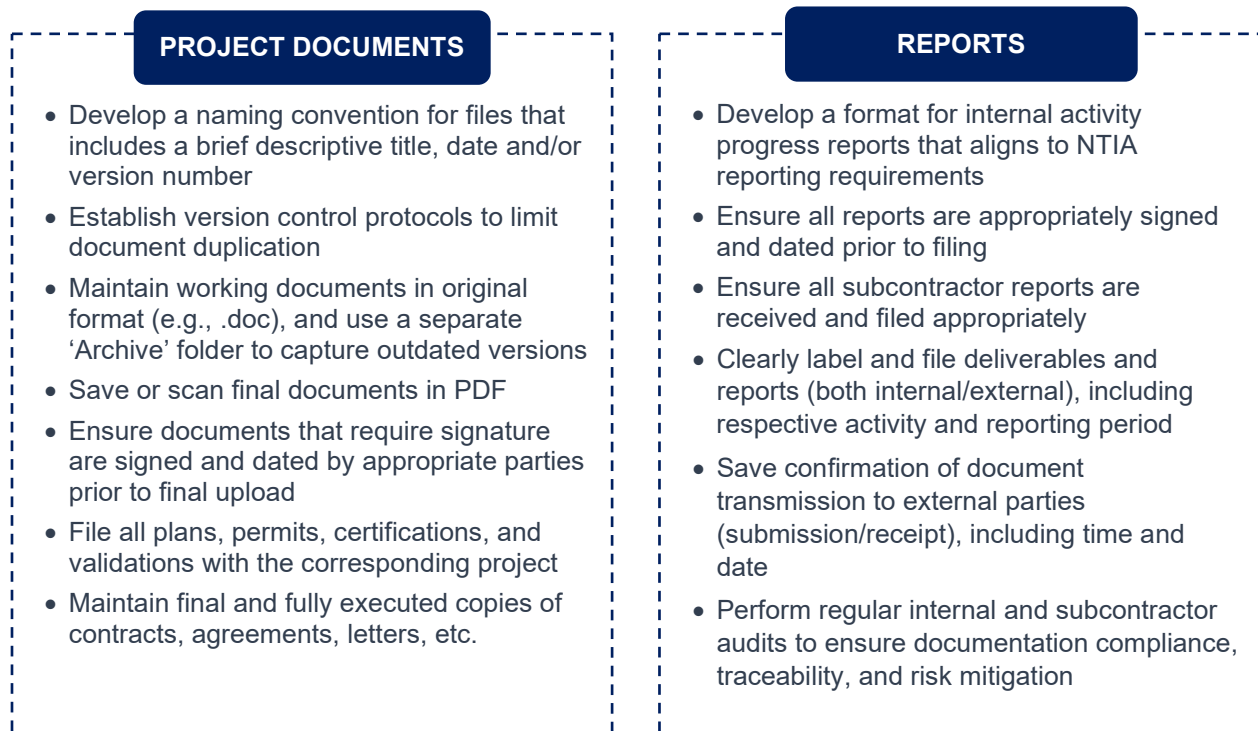 PROJECT DOCUMENTS
• Develop a naming convention for files that
includes a brief descriptive title, date and/or
version number
• Establish version control protocols to limit
document duplication
• Maintain working documents in original
format (e.g., .doc), and use a separate
‘Archive’ folder to capture outdated versions
• Save or scan final documents in PDF
• Ensure documents that require signature
are signed and dated by appropriate parties
prior to final upload
• File all plans, permits, certifications, and
validations with the corresponding project
• Maintain final and fully executed copies of
contracts, agreements, letters, etc.
REPORTS
• Develop a format for internal activity
progress reports that aligns to NTIA
reporting requirements
• Ensure all reports are appropriately signed
and dated prior to filing
• Ensure all subcontractor reports are
received and filed appropriately
• Clearly label and file deliverables and
reports (both internal/external), including
respective activity and reporting period
• Save confirmation of document
transmission to external parties
(submission/receipt), including time and
date
• Perform regular internal and subcontractor
audits to ensure documentation compliance,
traceability, and risk mitigation